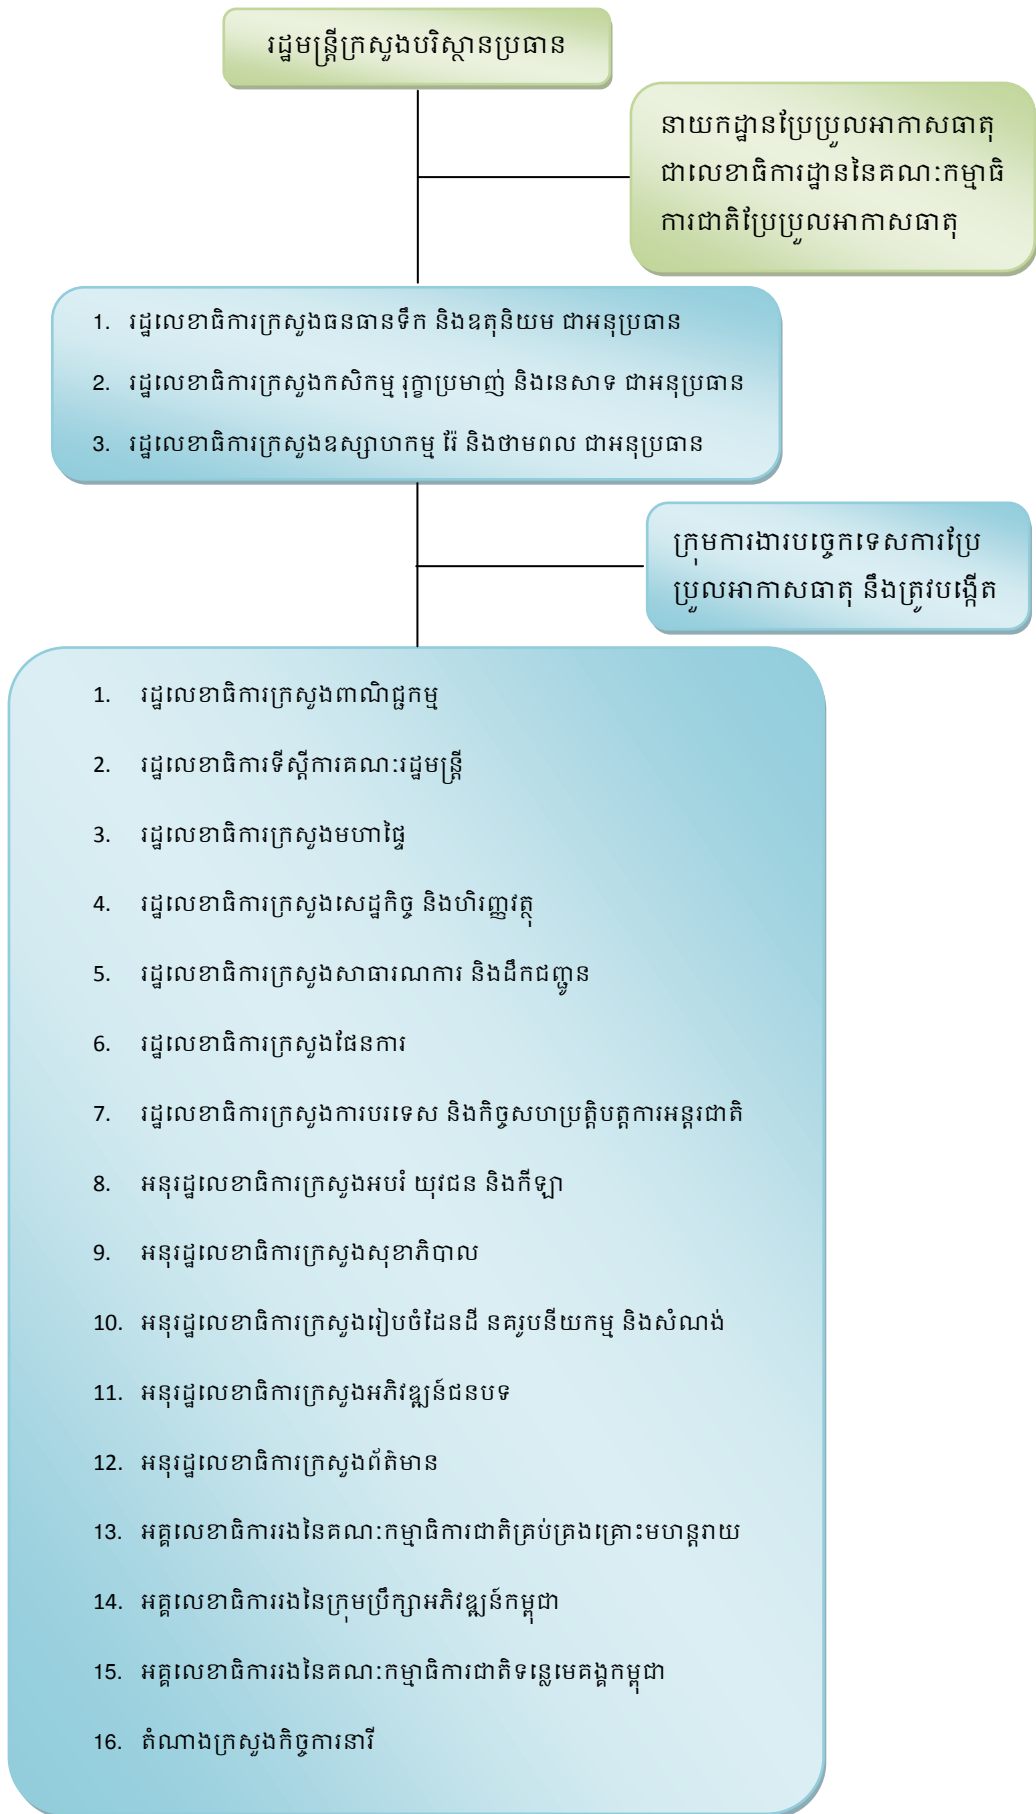 រដ្ឋមន្ត្រីក្រសួងបរិស្ថានប្រធាន
នាយកដ្ឋានប្រែប្រួលអាកាសធាតុ
ជាលេខាធិការដ្ឋាននៃគណៈកម្មាធិ
ការជាតិប្រែប្រួលអាកាសធាតុ
1. រដ្ឋលេខាធិការក្រសួងធនធានទឹក និងឧតុនិយម ជាអនុប្រធាន
2. រដ្ឋលេខាធិការក្រសួងកសិកម្ម រុក្ខាប្រមាញ់ និងនេសាទ ជាអនុប្រធាន
3. រដ្ឋលេខាធិការក្រសួងឧស្សាហកម្ម រ៉ែ និងថាមពល ជាអនុប្រធាន
ក្រុមការងារបច្ចេកទេសការប្រែ
ប្រួលអាកាសធាតុ នឹងត្រូវបង្កើត
1. រដ្ឋលេខាធិការក្រសួងពាណិជ្ជកម្ម
2. រដ្ឋលេខាធិការទីស្តីការគណៈរដ្ឋមន្ត្រី
3. រដ្ឋលេខាធិការក្រសួងមហាផ្ទៃ
4. រដ្ឋលេខាធិការក្រសួងសេដ្ឋកិច្ច និងហិរញ្ញវត្ថុ
5. រដ្ឋលេខាធិការក្រសួងសាធារណការ និងដឹកជញ្ជូន
6. រដ្ឋលេខាធិការក្រសួងផែនការ
7. រដ្ឋលេខាធិការក្រសួងការបរទេស និងកិច្ចសហប្រត្តិបត្តការអន្តរជាតិ
8. អនុរដ្ឋលេខាធិការក្រសួងអបរំ យុវជន និងកីឡា
9. អនុរដ្ឋលេខាធិការក្រសួងសុខាភិបាល
10. អនុរដ្ឋលេខាធិការក្រសួងរៀបចំដែនដី នគរូបនីយកម្ម និងសំណង់
11. អនុរដ្ឋលេខាធិការក្រសួងអភិវឌ្ឍន៍ជនបទ
12. អនុរដ្ឋលេខាធិការក្រសួងព័ត៌មាន
13. អគ្គលេខាធិការរងនៃគណៈកម្មាធិការជាតិគ្រប់គ្រងគ្រោះមហន្តរាយ
14. អគ្គលេខាធិការរងនៃក្រុមប្រឹក្សាអភិវឌ្ឍន៍កម្ពុជា
15. អគ្គលេខាធិការរងនៃគណៈកម្មាធិការជាតិទន្លេមេគង្គកម្ពុជា
16. តំណាងក្រសួងកិច្ចការនារី